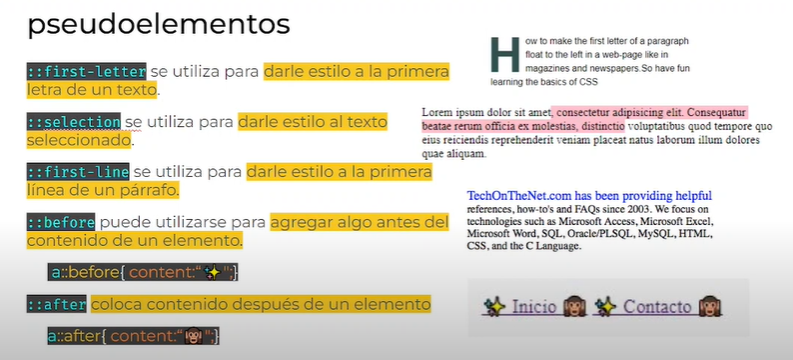 pseudoelementos
::first-letter se utiliza para darle estilo a la primera
letra de un texto.
::selection se utiliza para darle estilo al texto
seleccionado.
::first-line se utiliza para darle estilo a la primera
línea de un párrafo.
::before puede utilizarse para agregar algo antes del
contenido de un elemento.
a::before{ content:"✨";}
::after coloca contenido después de un elemento
a::after{ content:"🙉";}
How to make the first letter of a paragraph
float to the left in a web-page like in
magazines and newspapers.So have fun
learning the basics of CSS
Lorem ipsum dolor sit amet, consectetur adipisicing elit. Consequatur
beatae rerum officia ex molestias, distinctio voluptatibus quod tempore quo
eius reiciendis reprehenderit veniam placeat natus laborum illum dolores
quae aliquam.
TechOnTheNet.com has been providing helpful
references, how-to's and FAQs since 2003. We focus on
technologies such as Microsoft Access, Microsoft Excel,
Microsoft Word, SQL, Oracle/PLSQL, MySQL, HTML,
CSS, and the C Language.
✨ Inicio 🙉 ✨ Contacto 🙉